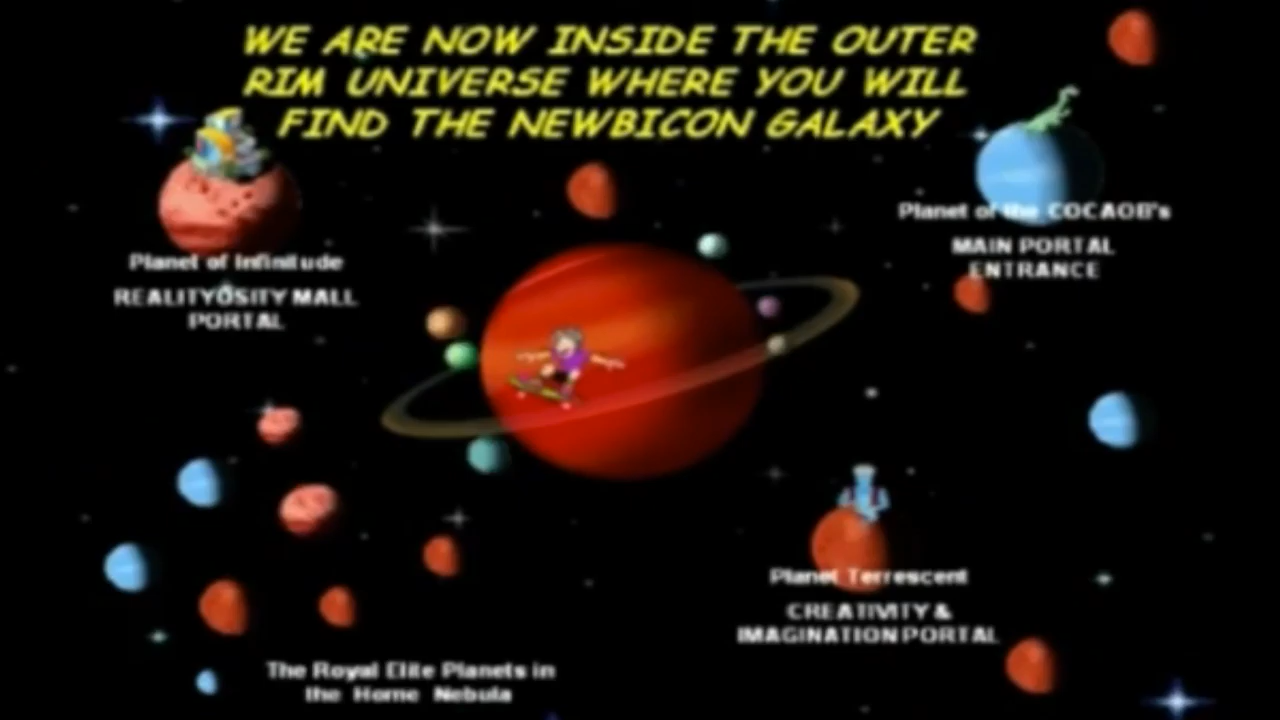 WE ARE NOW INSIDE THE OUTER
RIM UNIVERSE WHERE YOU WILL
FIND THE NEWBICON GALAXY
Planet of the COCAOB's
MAIN PORTAL
ENTRANCE
Planet of Infinitude
REALITYOSITY MALL
PORTAL
Planet Terrescent
CREATIVITY &
IMAGINATION PORTAL
The Royal Elite Planets in
the Home Nebula